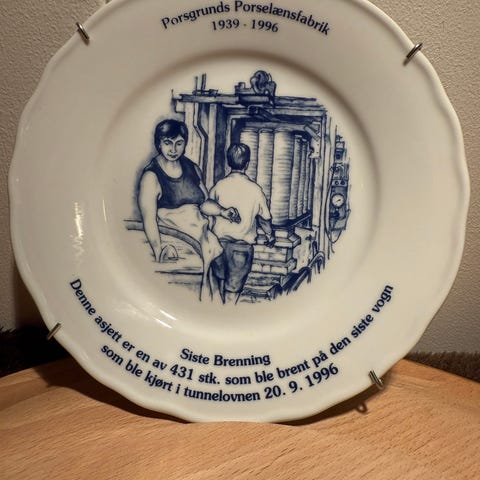 Porsgrunds Porselænsfabrik
1939 - 1996
Siste Brenning
Denne asjett er en av 431 stk. som ble brent på den siste vogn
som ble kjørt i tunnelovnen 20. 9. 1996